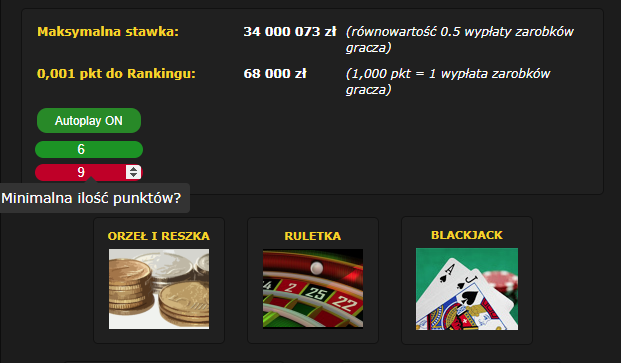 Maksymalna stawka: 34 000 073 zł (równowartość 0.5 wypłaty zarobków
gracza)
0,001 pkt do Rankingu: 68 000 zł (1,000 pkt = 1 wypłata zarobków
gracza)
Autoplay ON
6
9
Minimalna ilość punktów?
ORZEŁ I RESZKA RULETKA BLACKJACK
4 2 25 22
A J